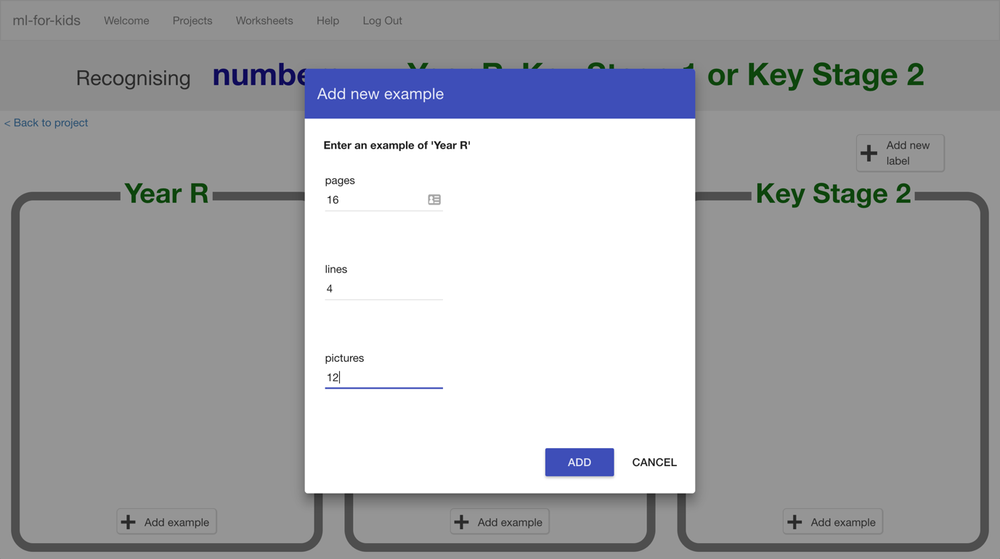 ml-for-kids Welcome Projects Worksheets Help Log Out
Recognising or Key Stage 2
Add new example
< Back to project
Enter an example of 'Year R'
Add new
label
pages
16
Year R
Key Stage 2
lines
4
pictures
12
ADD CANCEL
Add example Add example Add example